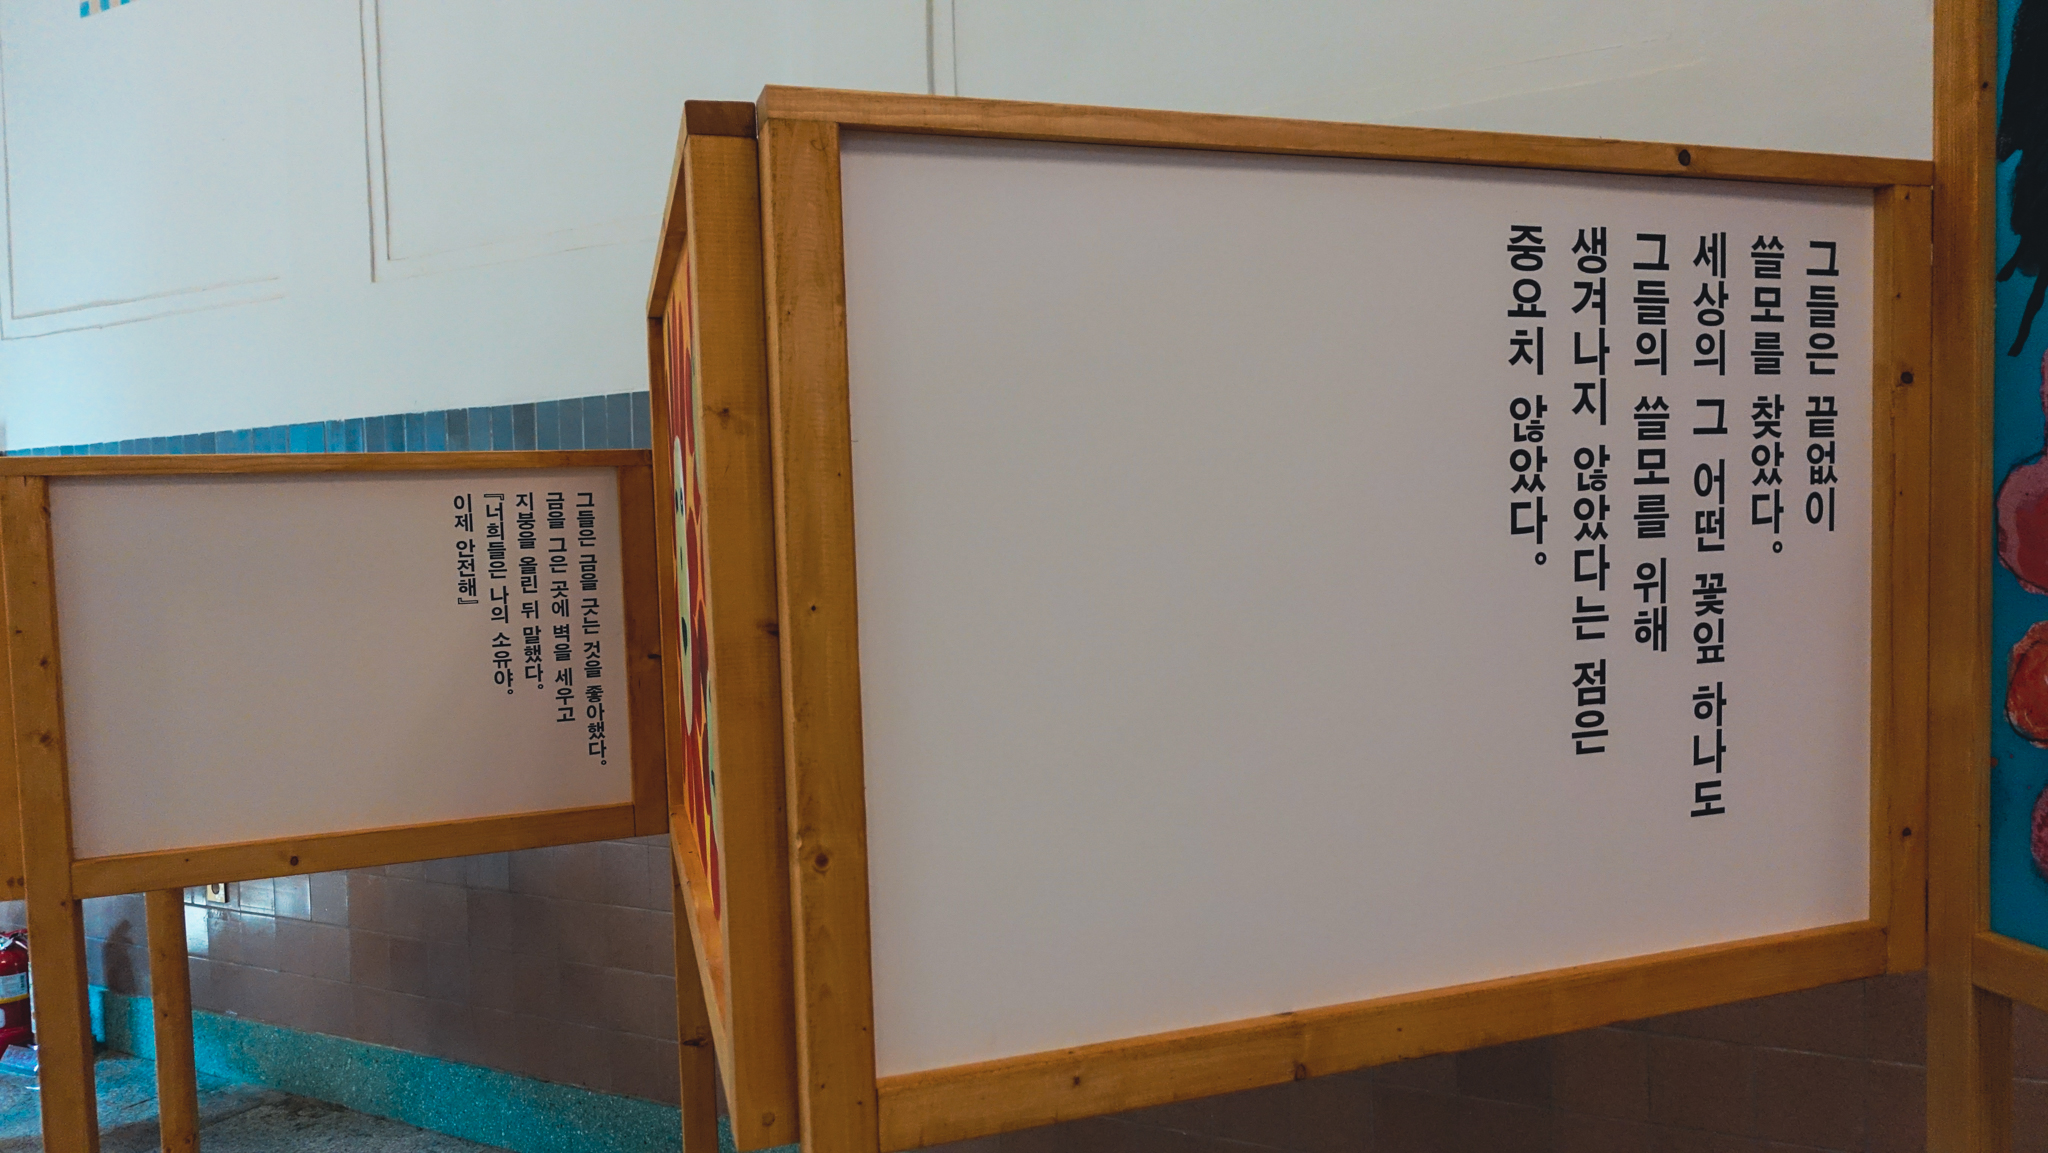 그들은 끝없이
쓸모를 찾았다。
세상의 그 어떤 꽃잎 하나도
그들의 쓸모를 위해
생겨나지 않았다는 점은
중요치 않았다。
그들은 금을 긋는 것을 좋아했다。
금을 그은 곳에 벽을 세우고
지붕을 올린 뒤 말했다。
『너희들은 나의 소유야。
이제 안전해』